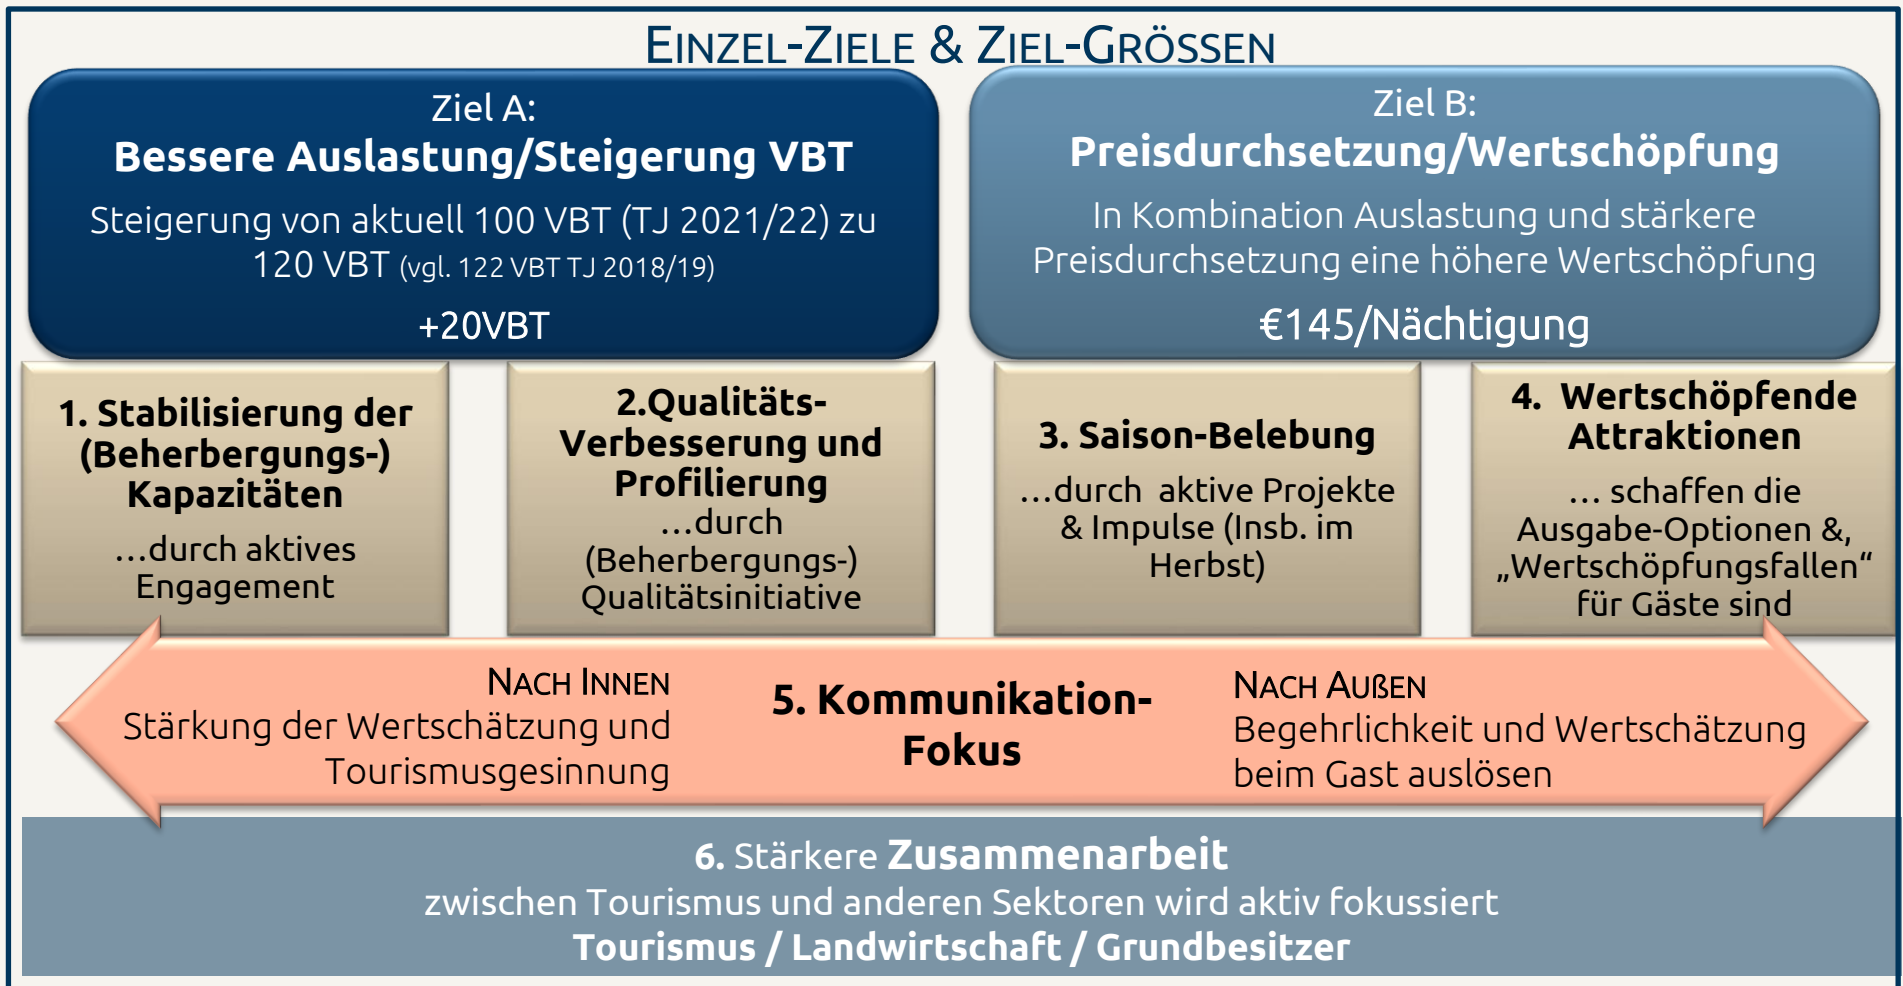 EINZEL-ZIELE & ZIEL-GRÖSSEN
Ziel A:
Bessere Auslastung/Steigerung VBT
Steigerung von aktuell 100 VBT (TJ 2021/22) zu
120 VBT (vgl. 122 VBT TJ 2018/19)
+20VBT
Ziel B:
Preisdurchsetzung/Wertschöpfung
In Kombination Auslastung und stärkere
Preisdurchsetzung eine höhere Wertschöpfung
€145/Nächtigung
1. Stabilisierung der
(Beherbergungs-)
Kapazitäten
...durch aktives
Engagement
2.Qualitäts-
Verbesserung und
Profilierung
...durch
(Beherbergungs-)
Qualitätsinitiative
3. Saison-Belebung
...durch aktive Projekte
& Impulse (Insb. im
Herbst)
4. Wertschöpfende
Attraktionen
... schaffen die
Ausgabe-Optionen &,
„Wertschöpfungsfallen“
für Gäste sind
NACH INNEN
Stärkung der Wertschätzung und
Tourismusgesinnung
5. Kommunikation-
Fokus
NACH AUßEN
Begehrlichkeit und Wertschätzung
beim Gast auslösen
6. Stärkere Zusammenarbeit
zwischen Tourismus und anderen Sektoren wird aktiv fokussiert
Tourismus / Landwirtschaft / Grundbesitzer